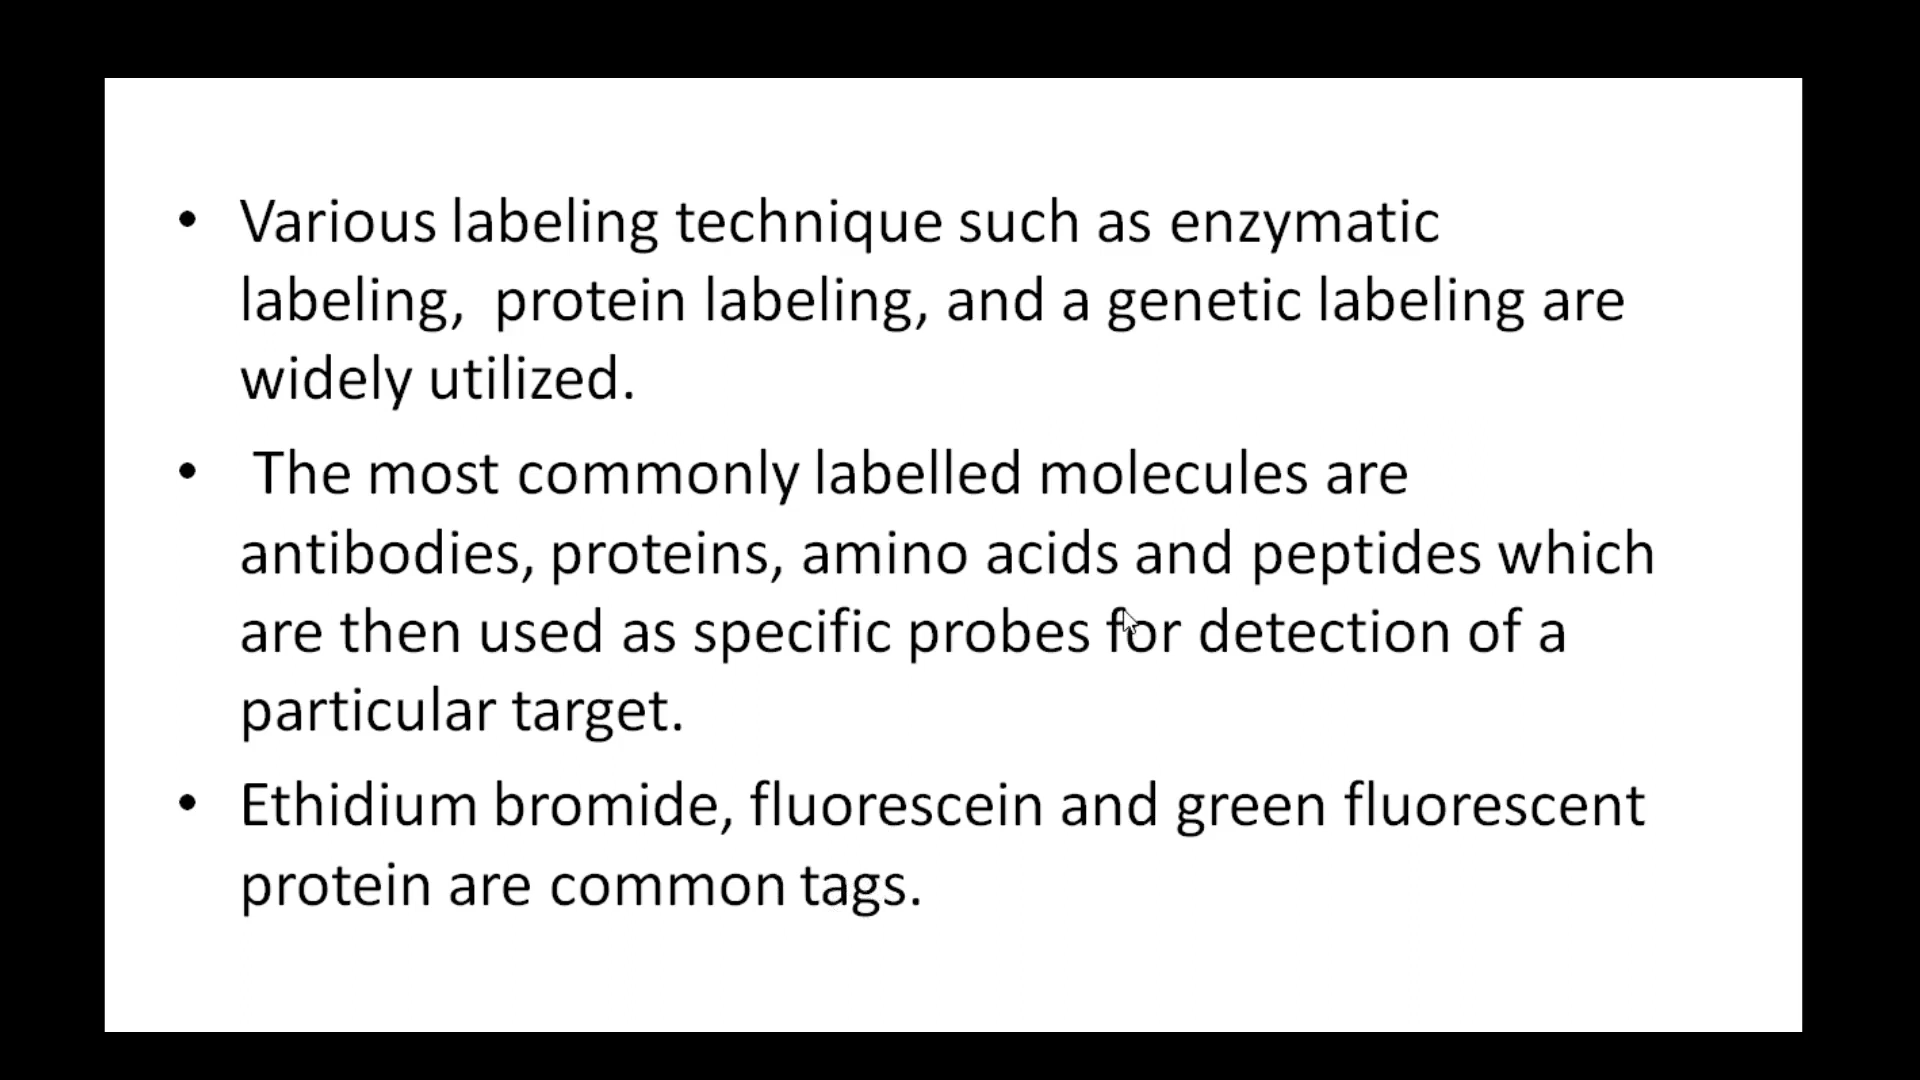 • Various labeling technique such as enzymatic
labeling,  protein labeling, and a genetic labeling are
widely utilized.
•  The most commonly labelled molecules are
antibodies, proteins, amino acids and peptides which
are then used as specific probes for detection of a
particular target.
• Ethidium bromide, fluorescein and green fluorescent
protein are common tags.